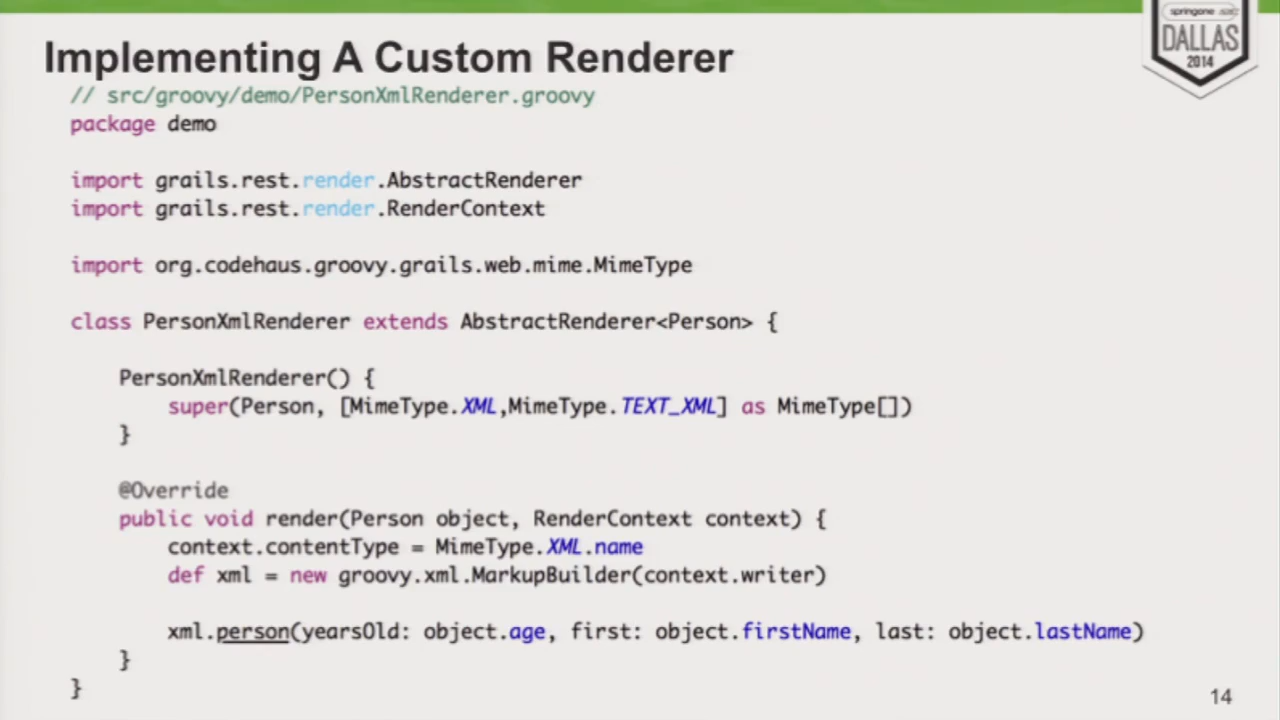 Implementing A Custom Renderer
springone
DALLAS
2014
// src/groovy/demo/PersonXmlRenderer.groovy
package demo
import grails.rest.render.AbstractRenderer
import grails.rest.render.RenderContext
import org.codehaus.groovy.grails.web.mime.MimeType
class PersonXmlRenderer extends AbstractRenderer<Person> {
PersonXmlRenderer() {
super(Person, [MimeType.XML,MimeType.TEXT_XML] as MimeType[])
}
@Override
public void render(Person object, RenderContext context) {
context.contentType = MimeType.XML.name
def xml = new groovy.xml.MarkupBuilder(context.writer)
xml.person(yearsOld: object.age, first: object.firstName, last: object.lastName)
}
}
14